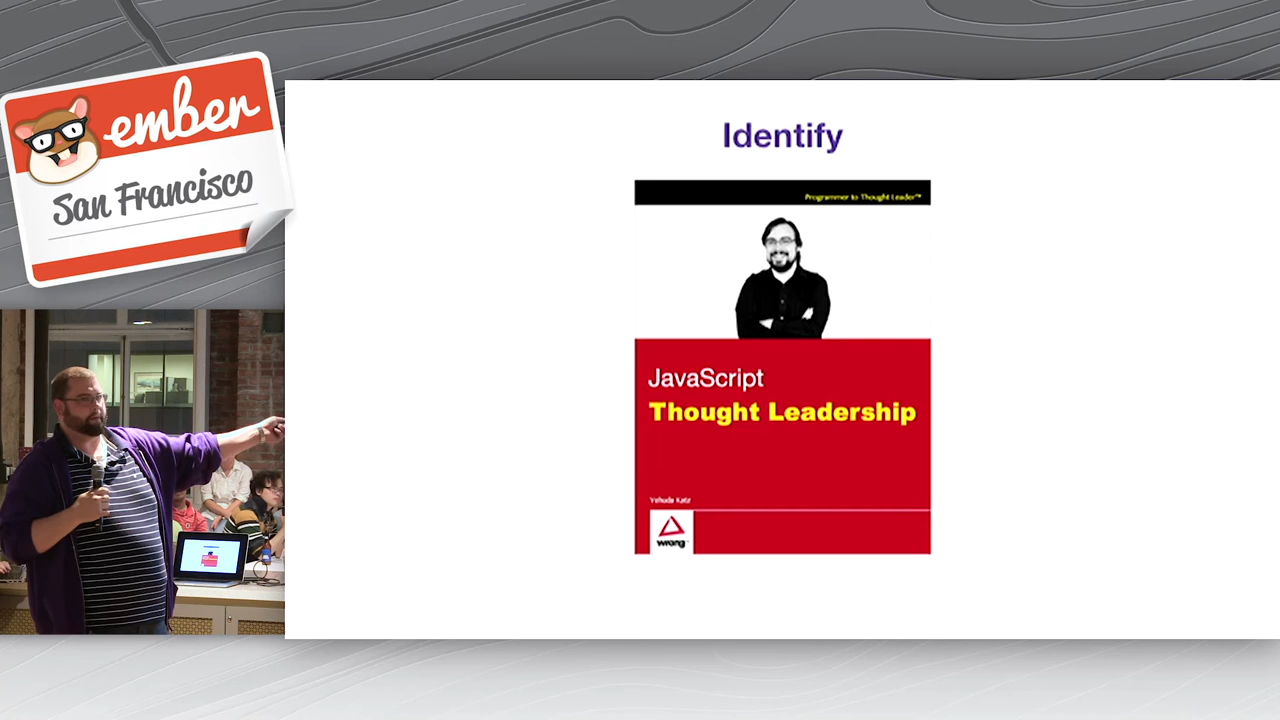 ember
San Francisco
Identify
Programmer to Thought Leader™
JavaScript
Thought Leadership
Yehuda Katz
wrong